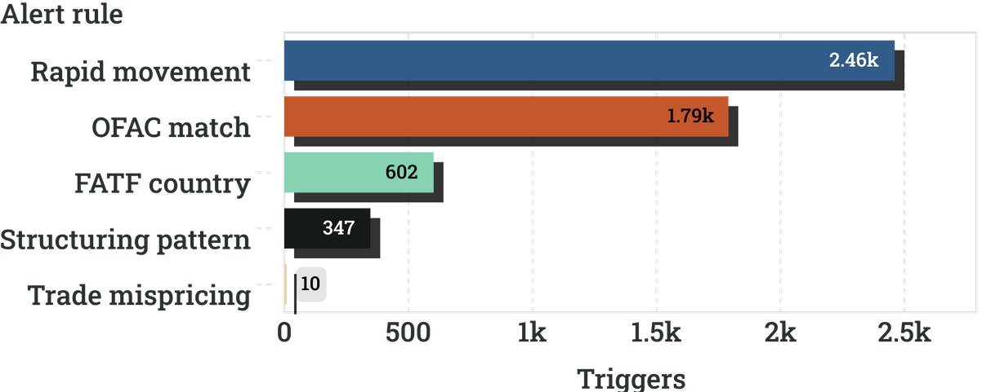 Alert rule
Rapid movement
2.46k
OFAC match
1.79k
FATF country
602
Structuring pattern
347
Trade mispricing
10
0 500 1k 1.5k 2k 2.5k
Triggers